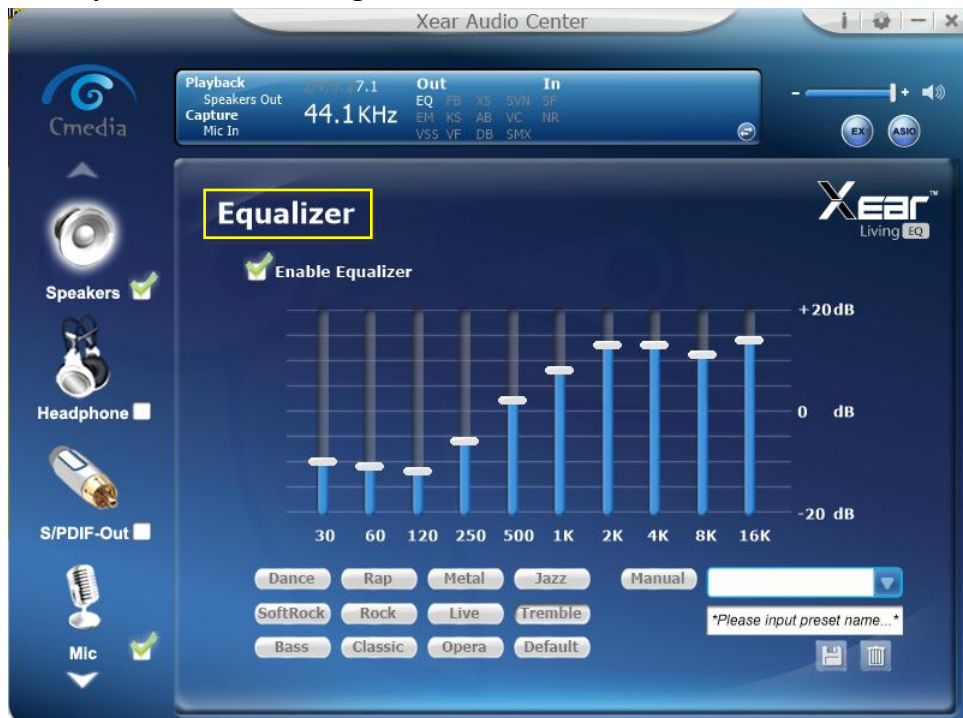 Xear Audio Center
i
Cmedia
Playback 7.1 Out In
Speakers Out EQ FB XS SVN SF
Capture 44.1KHz EM KS AB VC NR
Mic In VSS VF DB SMX
- +
EX ASIO
Equalizer
Xear™
Living EQ
Enable Equalizer
Speakers
+20dB
Headphone
0 dB
-20 dB
S/PDIF-Out
30 60 120 250 500 1K 2K 4K 8K 16K
Dance Rap Metal Jazz Manual
SoftRock Rock Live Tremble
*Please input preset name...*
Bass Classic Opera Default
Mic